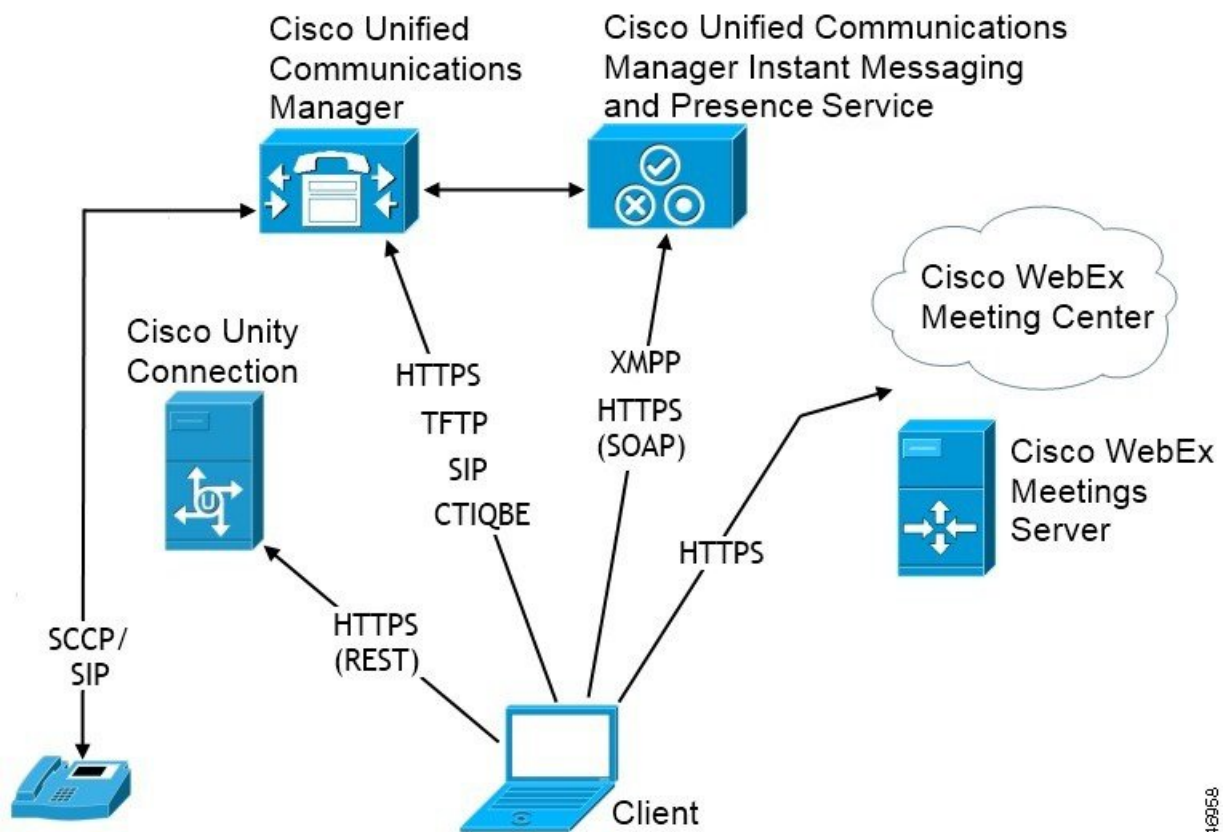 Cisco Unified
Communications
Manager
Cisco Unified Communications
Manager Instant Messaging
and Presence Service
Cisco WebEx
Meeting Center
Cisco Unity
Connection
HTTPS
TFTP
SIP
CTIQBE
XMPP
HTTPS
(SOAP)
Cisco WebEx
Meetings
Server
HTTPS
SCCP/
SIP
HTTPS
(REST)
U
Client